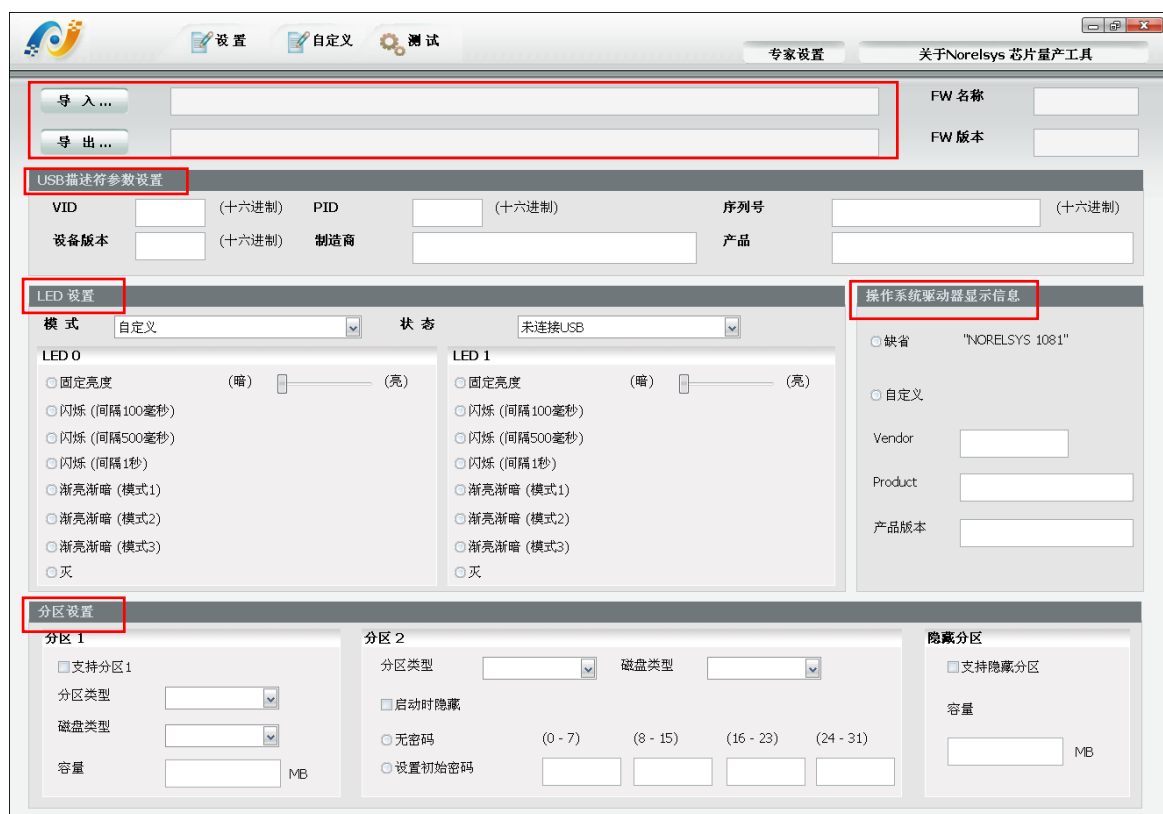 设 置 自定义 测 试
专家设置 关于Norelsys 芯片量产工具
导 入 ... FW 名称
导 出 ... FW 版本
USB描述符参数设置
VID (十六进制) PID (十六进制) 序列号 (十六进制)
设备版本 (十六进制) 制造商 产品
LED 设置 操作系统驱动器显示信息
模 式 自定义 状 态 未连接USB
缺省 "NORELSYS 1081"
LED 0 LED 1
固定亮度 (暗) (亮) 固定亮度 (暗) (亮)
自定义
闪烁 (间隔100毫秒) 闪烁 (间隔100毫秒)
闪烁 (间隔500毫秒) 闪烁 (间隔500毫秒) Vendor
闪烁 (间隔1秒) 闪烁 (间隔1秒)
渐亮渐暗 (模式1) 渐亮渐暗 (模式1) Product
渐亮渐暗 (模式2) 渐亮渐暗 (模式2) 产品版本
渐亮渐暗 (模式3) 渐亮渐暗 (模式3)
灭 灭
分区设置
分区 1 分区 2 隐藏分区
支持分区1 分区类型 磁盘类型 支持隐藏分区
分区类型 启动时隐藏 容量
磁盘类型 无密码 (0 - 7) (8 - 15) (16 - 23) (24 - 31)
MB
容量 MB 设置初始密码